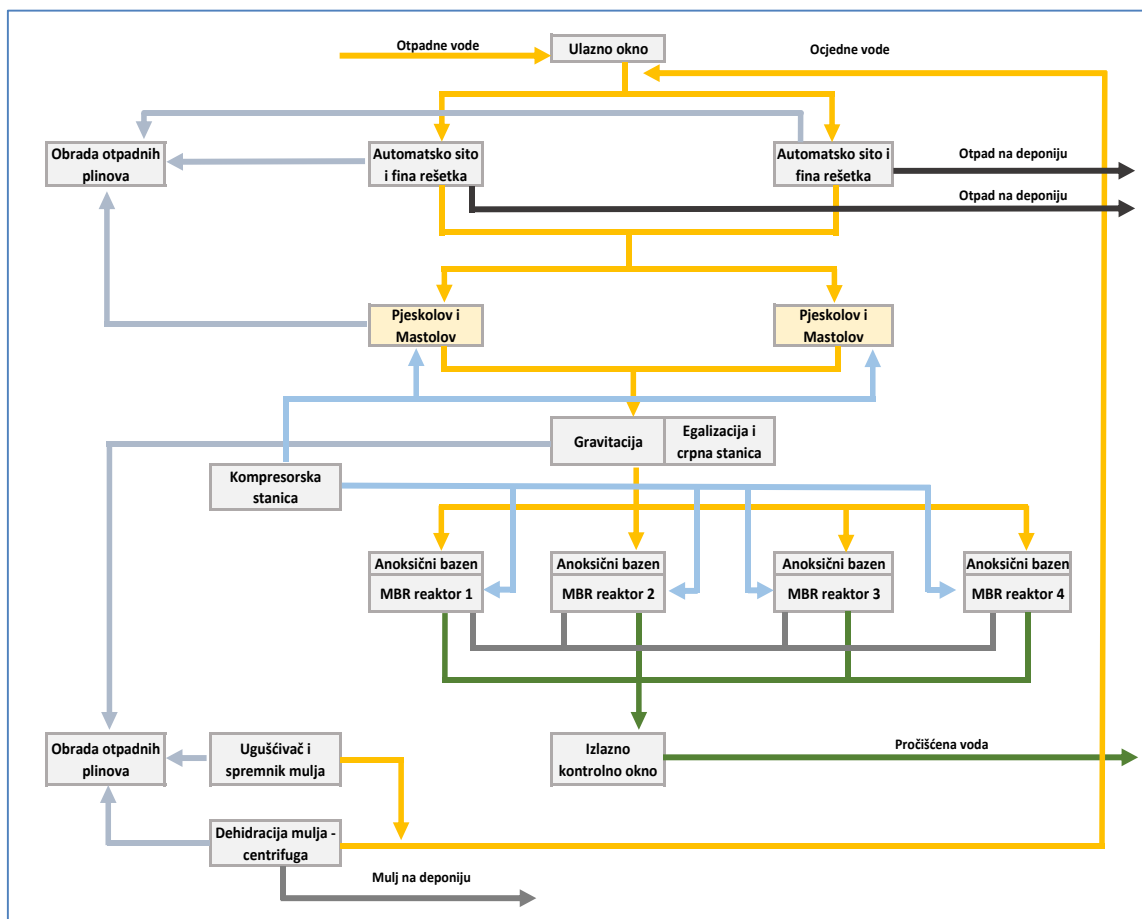 Otpadne vode
Ulazno okno
Ocjedne vode
Obrada otpadnih
plinova
Automatsko sito
i fina rešetka
Automatsko sito i
fina rešetka
Otpad na deponiju
Otpad na deponiju
Pjeskolov i
Mastolov
Pjeskolov i
Mastolov
Gravitacija
Egalizacija i
crpna stanica
Kompresorska
stanica
Anoksični bazen
Anoksični bazen
Anoksični bazen
Anoksični bazen
MBR reaktor 1
MBR reaktor 2
MBR reaktor 3
MBR reaktor 4
Obrada otpadnih
plinova
Ugušćivač i
spremnik mulja
Izlazno
kontrolno okno
Pročišćena voda
Dehidracija mulja -
centrifuga
Mulj na deponiju